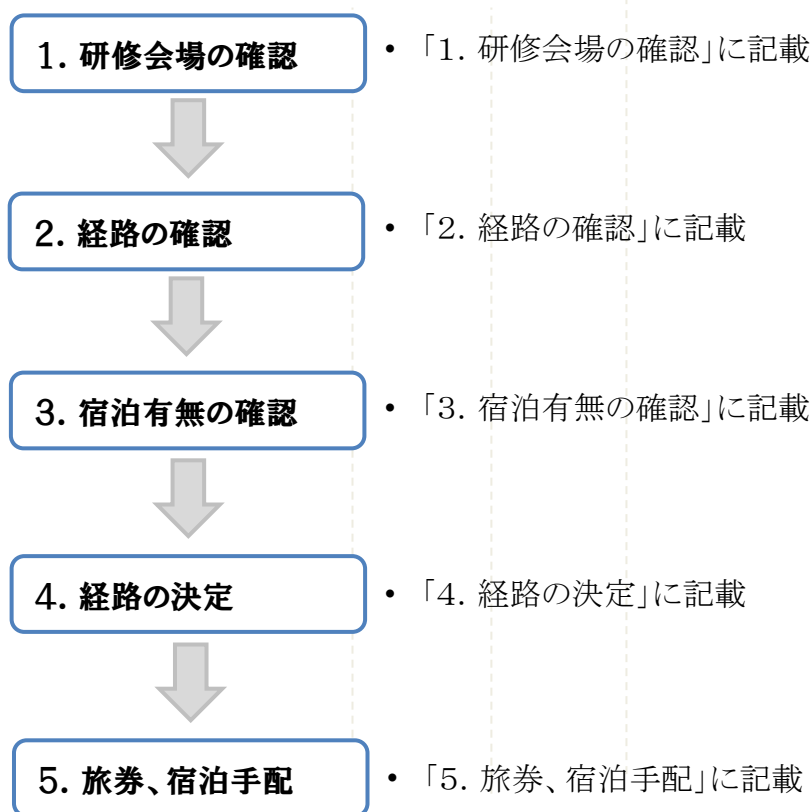 1. 研修会場の確認
• 「1. 研修会場の確認」に記載
2. 経路の確認
• 「2. 経路の確認」に記載
3. 宿泊有無の確認
• 「3. 宿泊有無の確認」に記載
4. 経路の決定
• 「4. 経路の決定」に記載
5. 旅券、宿泊手配
• 「5. 旅券、宿泊手配」に記載